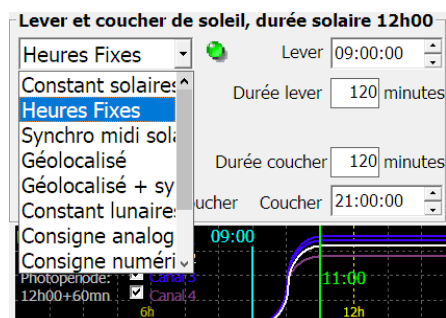 Lever et coucher de soleil, durée solaire 12h00
Heures Fixes
Lever 09:00:00
Constant solaires
Heures Fixes
Durée lever 120 minutes
Synchro midi sola
Géolocalisé
Durée coucher 120 minutes
Géolocalisé + sy
Constant lunaire
ucher Coucher 21:00:00
Consigne analog
Consigne numéri
09:00
Photopériode:
12h00+60mn
Canal 3
Canal 4
11:00
6h
12h